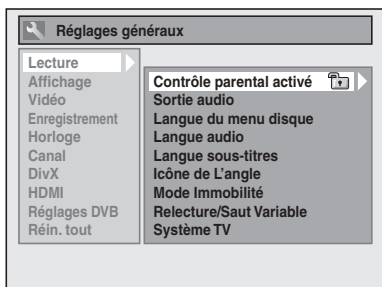 Réglages généraux
Lecture
Affichage
Vidéo
Enregistrement
Horloge
Canal
DivX
HDMI
Réglages DVB
Réin. tout
Contrôle parental activé
Sortie audio
Langue du menu disque
Langue audio
Langue sous-titres
Icône de L'angle
Mode Immobilité
Relecture/Saut Variable
Système TV